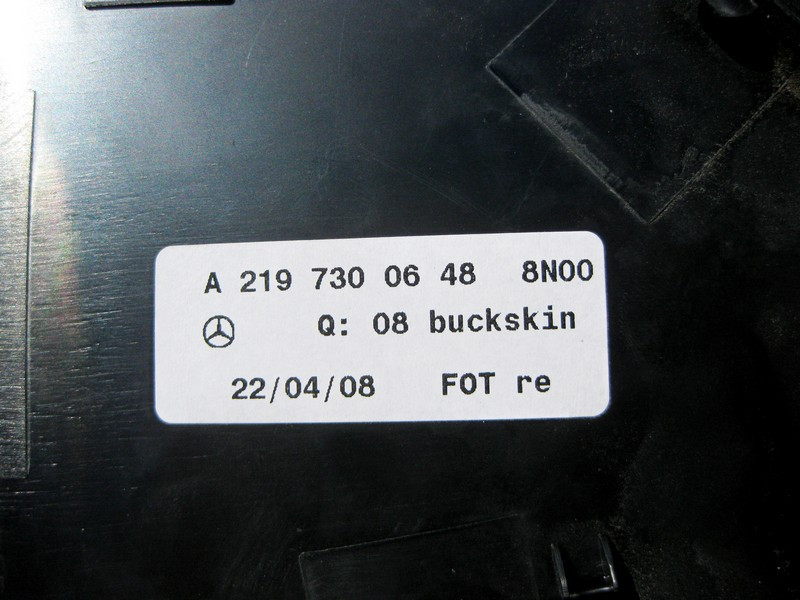 A 219 730 06 48 8N00
Q: 08 buckskin
22/04/08 FOT re